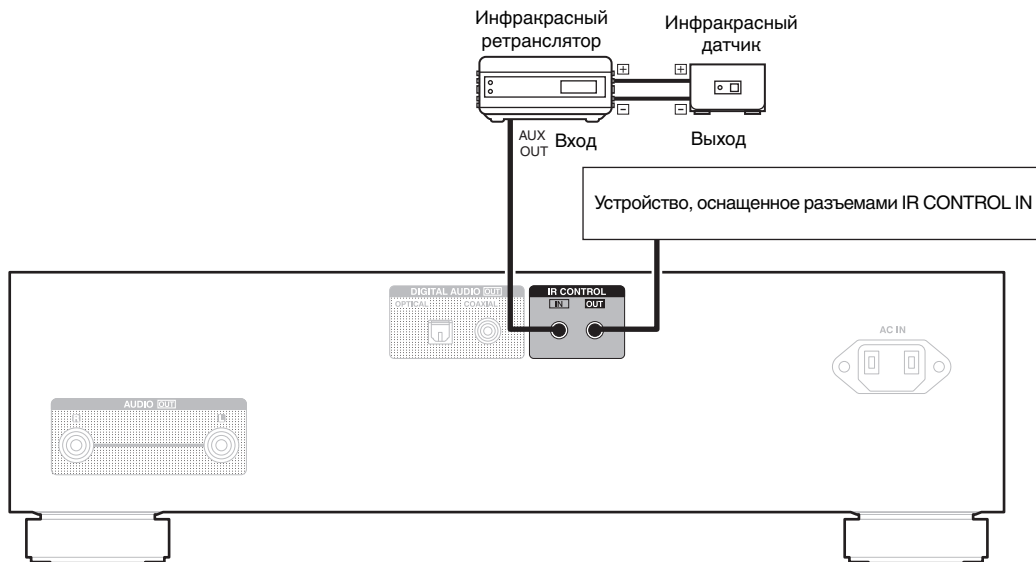 Инфракрасный
ретранслятор
Инфракрасный
датчик
+
+
−
−
AUX
OUT
Вход
Выход
Устройство, оснащенное разъемами IR CONTROL IN
DIGITAL AUDIO OUT
OPTICAL
COAXIAL
IR CONTROL
IN
OUT
AC IN
AUDIO OUT